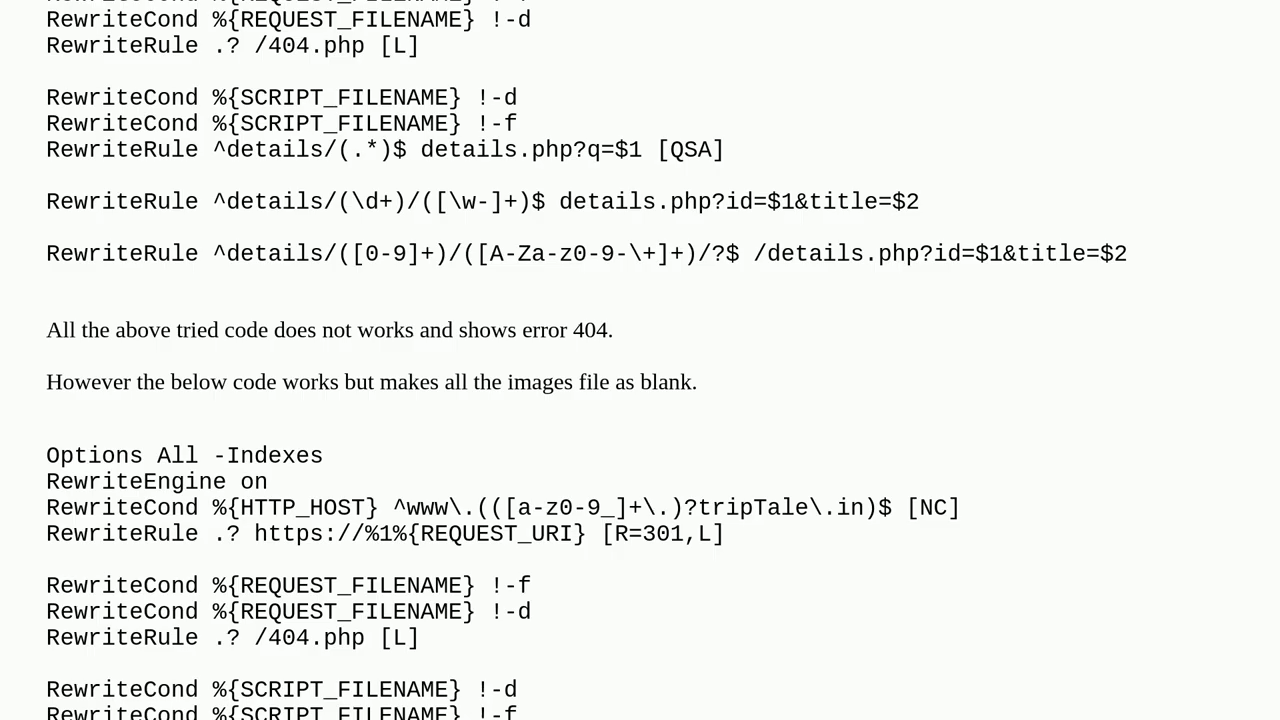 RewriteCond %{REQUEST_FILENAME} !-d
RewriteRule .? /404.php [L]
RewriteCond %{SCRIPT_FILENAME} !-d
RewriteCond %{SCRIPT_FILENAME} !-f
RewriteRule ^details/(.*)$ details.php?q=$1 [QSA]
RewriteRule ^details/(\d+)/([\w-]+)$ details.php?id=$1&title=$2
RewriteRule ^details/([0-9]+)/([A-Za-z0-9-\+]+)/?$ /details.php?id=$1&title=$2
All the above tried code does not works and shows error 404.
However the below code works but makes all the images file as blank.
Options All -Indexes
RewriteEngine on
RewriteCond %{HTTP_HOST} ^www\.(([a-z0-9_]+\.)?tripTale\.in)$ [NC]
RewriteRule .? https://%1%{REQUEST_URI} [R=301,L]
RewriteCond %{REQUEST_FILENAME} !-f
RewriteCond %{REQUEST_FILENAME} !-d
RewriteRule .? /404.php [L]
RewriteCond %{SCRIPT_FILENAME} !-d
RewriteCond %{SCRIPT_FILENAME} !-f